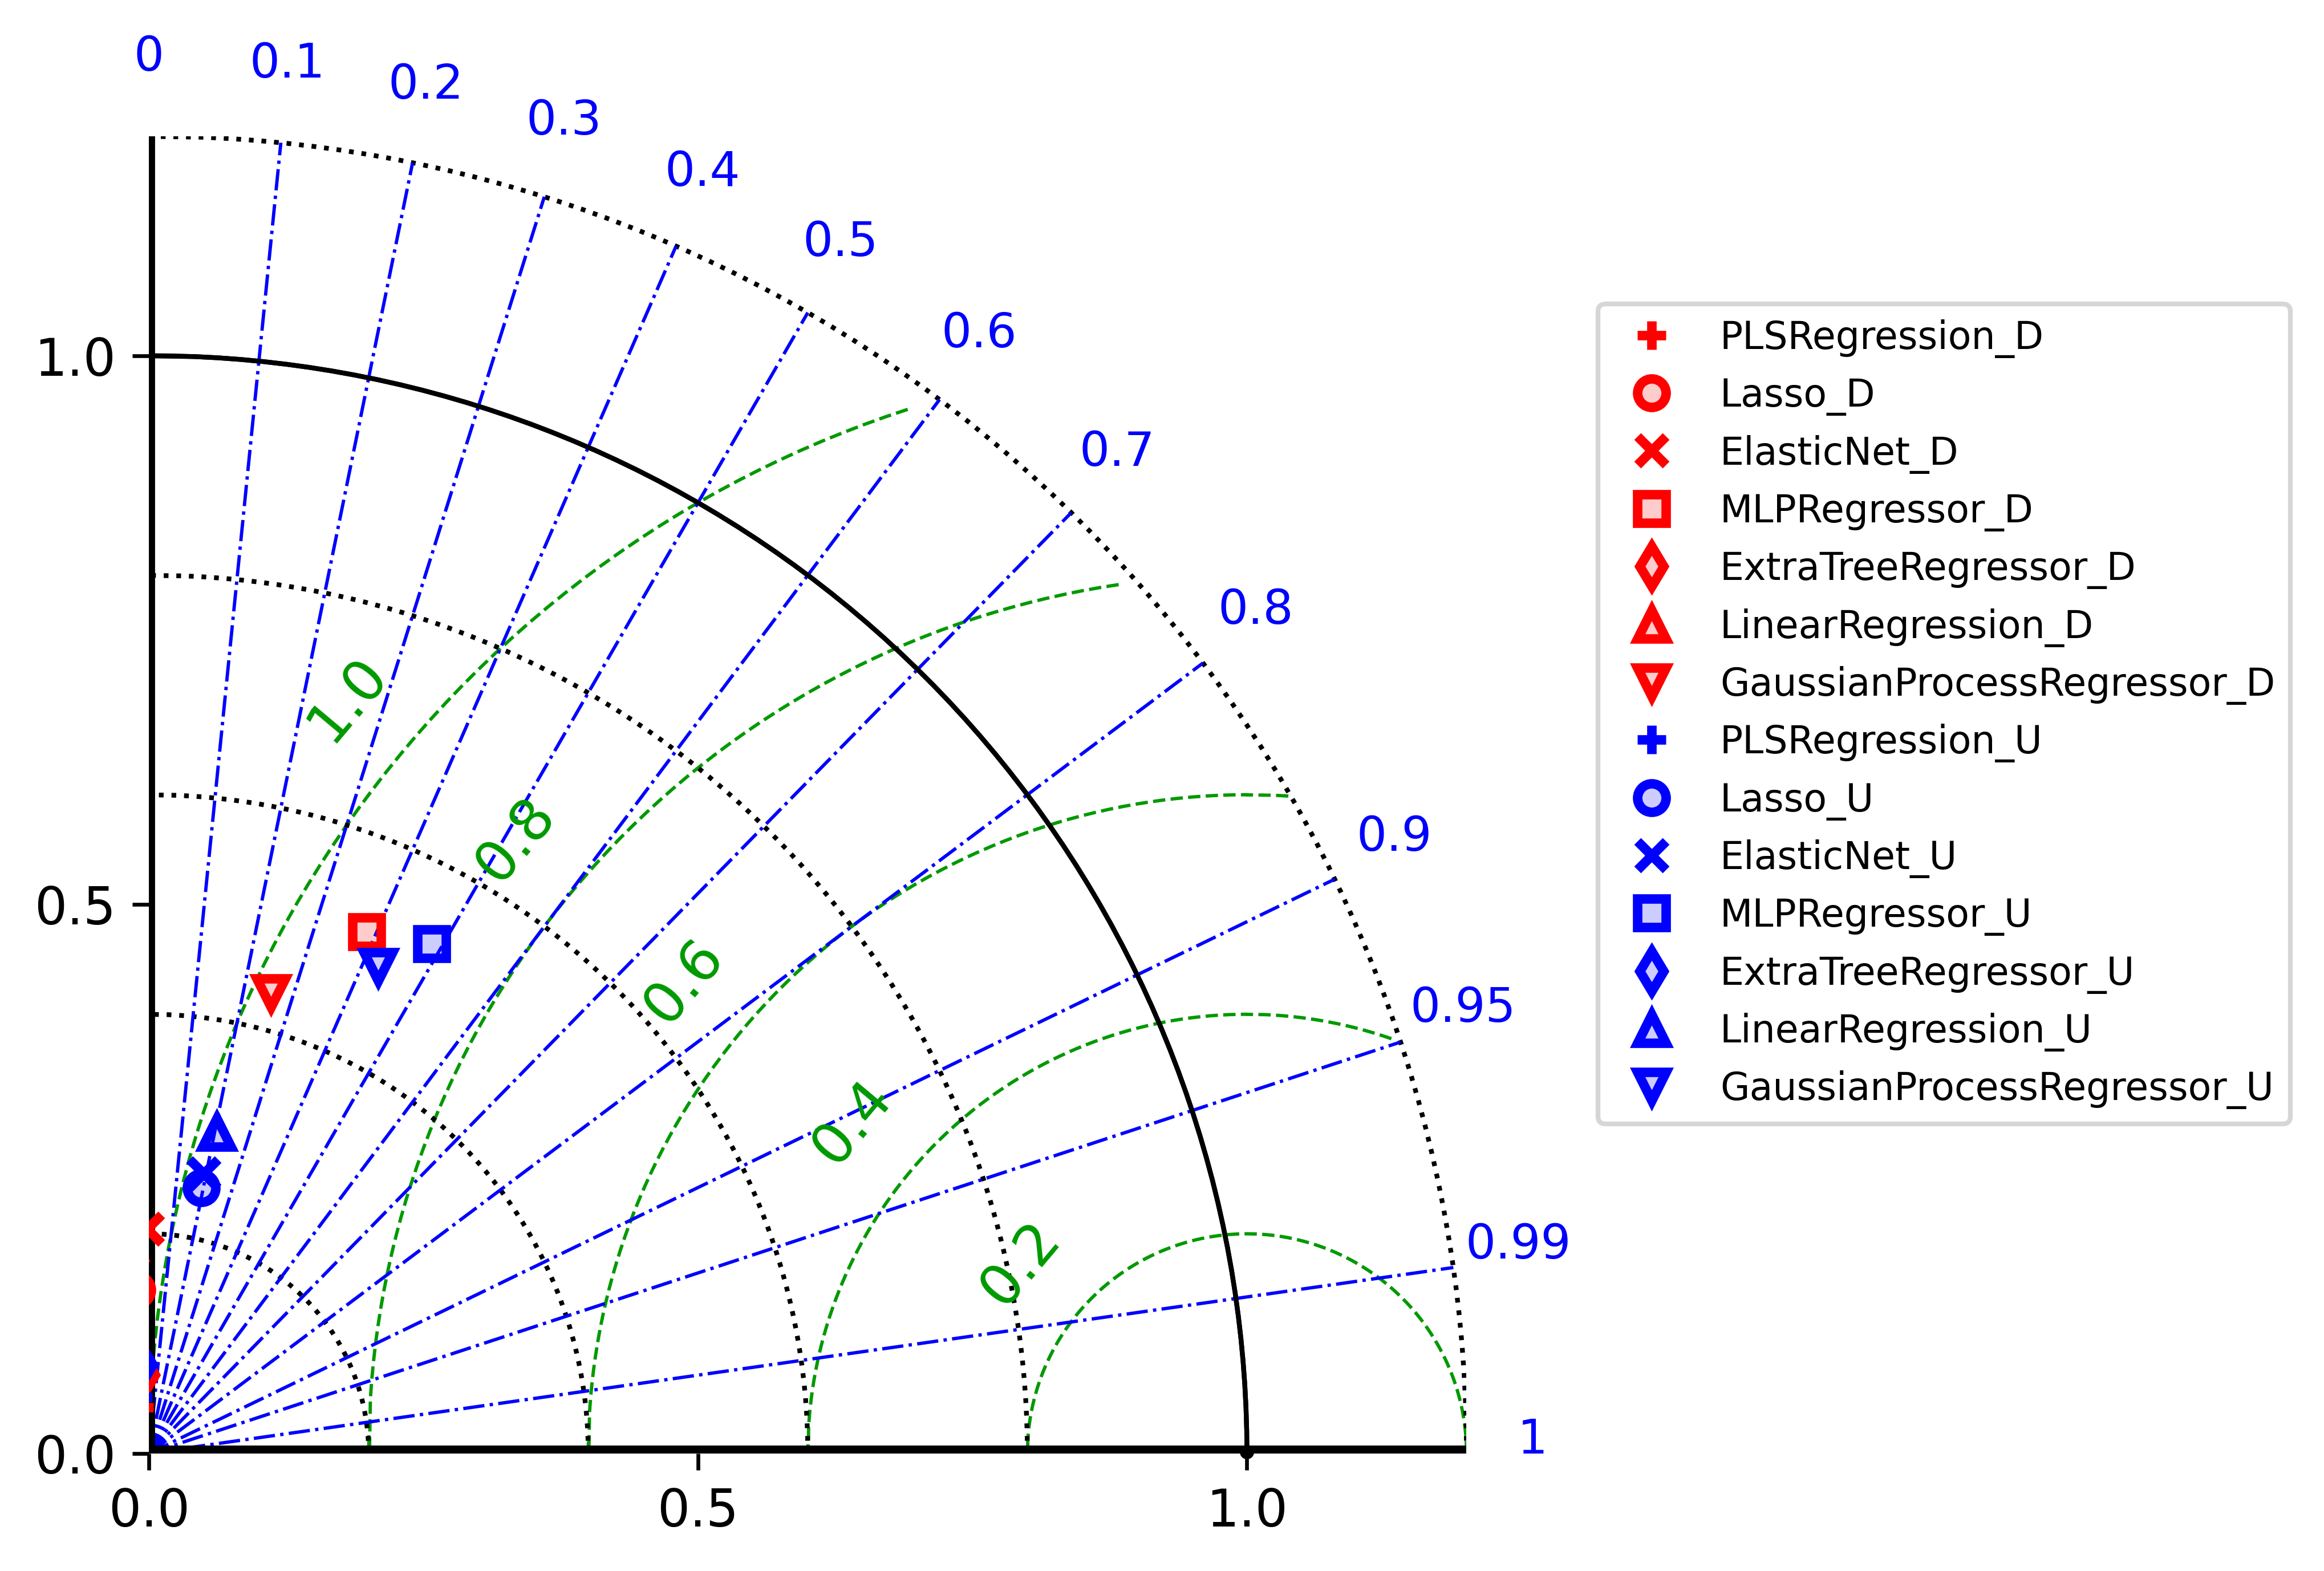 0
0.1
0.2
0.3
0.4
0.5
0.6
0.7
0.8
0.9
0.95
0.99
1
1.0
0.5
0.0
0.0
0.5
1.0
1.0
0.8
0.6
0.4
0.2
PLSRegression_D
Lasso_D
ElasticNet_D
MLPRegressor_D
ExtraTreeRegressor_D
LinearRegression_D
GaussianProcessRegressor_D
PLSRegression_U
Lasso_U
ElasticNet_U
MLPRegressor_U
ExtraTreeRegressor_U
LinearRegression_U
GaussianProcessRegressor_U